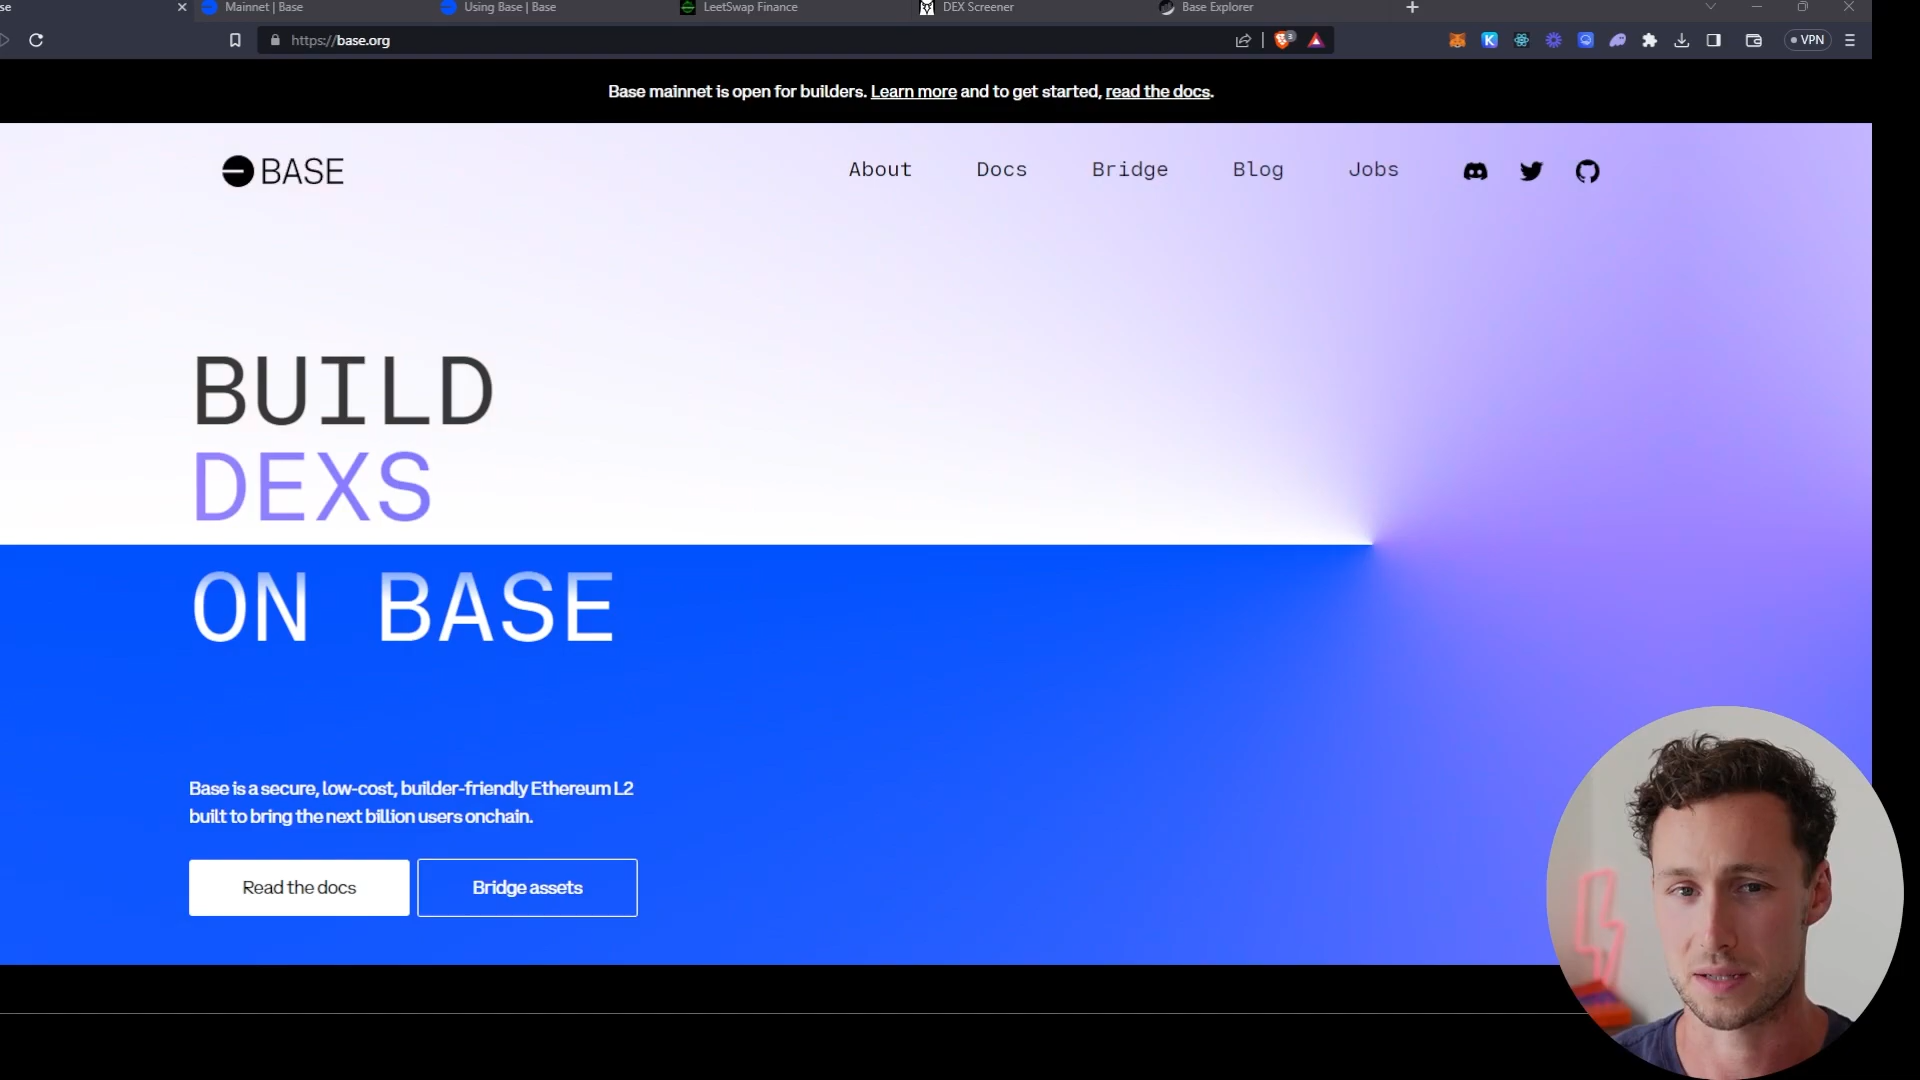 se
Mainnet | Base
Using Base | Base
LeetSwap Finance
DEX Screener
Base Explorer
https://base.org
3
VPN
Base mainnet is open for builders. Learn more and to get started, read the docs.
BASE
About
Docs
Bridge
Blog
Jobs
BUILD
DEXS
ON BASE
Base is a secure, low-cost, builder-friendly Ethereum L2
built to bring the next billion users onchain.
Read the docs
Bridge assets